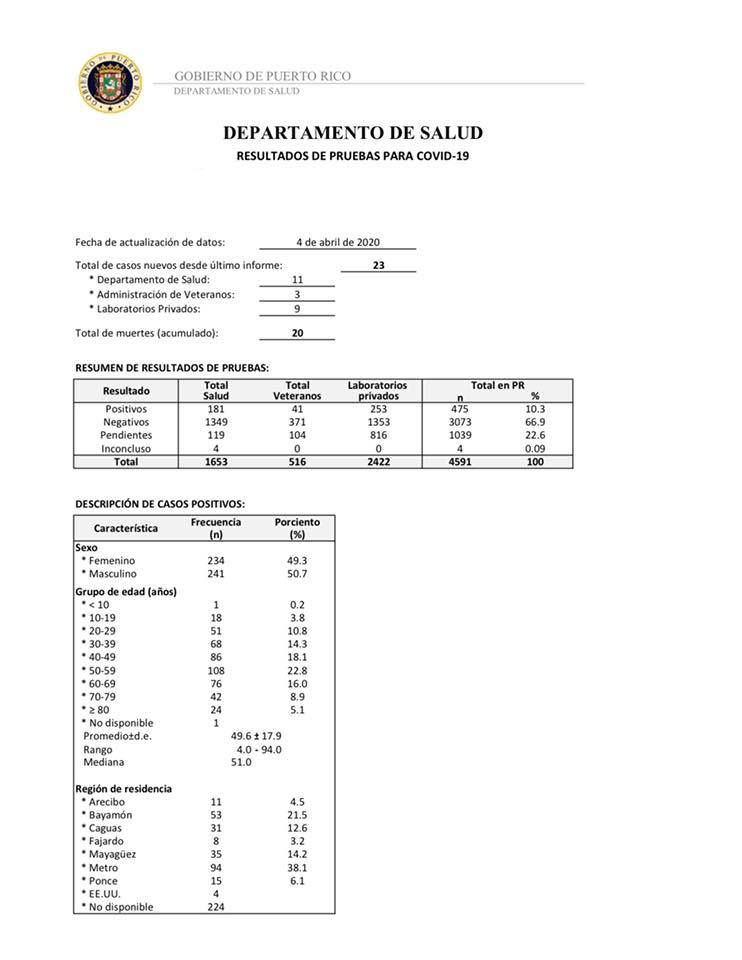 GOBIERNO DE PUERTO RICO
DEPARTAMENTO DE SALUD
GOBIERNO DE PUERTO RICO
DEPARTAMENTO DE SALUD
RESULTADOS DE PRUEBAS PARA COVID-19
Fecha de actualización de datos: 4 de abril de 2020
Total de casos nuevos desde último informe: 23
* Departamento de Salud: 11
* Administración de Veteranos: 3
* Laboratorios Privados: 9
Total de muertes (acumulado): 20
RESUMEN DE RESULTADOS DE PRUEBAS:
Resultado Total Salud Total Veteranos Laboratorios privados Total en PR n %
Positivos 181 41 253 475 10.3
Negativos 1349 371 1353 3073 66.9
Pendientes 119 104 816 1039 22.6
Inconcluso 4 0 0 4 0.09
Total 1653 516 2422 4591 100
DESCRIPCIÓN DE CASOS POSITIVOS:
Característica Frecuencia (n) Porciento (%)
Sexo
* Femenino 234 49.3
* Masculino 241 50.7
Grupo de edad (años)
* < 10 1 0.2
* 10-19 18 3.8
* 20-29 51 10.8
* 30-39 68 14.3
* 40-49 86 18.1
* 50-59 108 22.8
* 60-69 76 16.0
* 70-79 42 8.9
* ≥ 80 24 5.1
* No disponible 1
Promedio±d.e. 49.6 ± 17.9
Rango 4.0 - 94.0
Mediana 51.0
Región de residencia
* Arecibo 11 4.5
* Bayamón 53 21.5
* Caguas 31 12.6
* Fajardo 8 3.2
* Mayagüez 35 14.2
* Metro 94 38.1
* Ponce 15 6.1
* EE.UU. 4
* No disponible 224